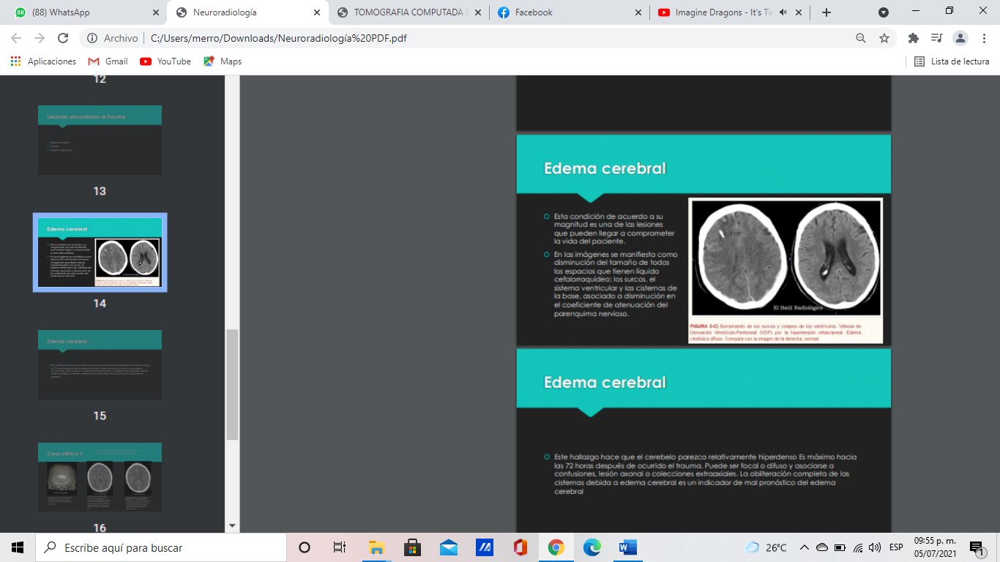 (88) WhatsApp
Neuroradiología
TOMOGRAFIA COMPUTADA
Facebook
Imagine Dragons - It's Ti
Archivo
C:/Users/merro/Downloads/Neuroradiología%20PDF.pdf
Aplicaciones
Gmail
YouTube
Maps
Lista de lectura
12
Lesiones secundarias al trauma
13
Edema cerebral
14
Edema cerebral
15
Caso clínico 1
16
Edema cerebral
Esta condición de acuerdo a su
magnitud es una de las lesiones
que pueden llegar a comprometer
la vida del paciente.
En las imágenes se manifiesta como
disminución del tamaño de todos
los espacios que tienen líquido
cefalorraquídeo: los surcos, el
sistema ventricular y las cisternas de
la base, asociado a disminución en
el coeficiente de atenuación del
parenquima nervioso.
VDP
El Baúl Radiológico
FIGURA 3-C) Borramiento de los surcos y colapso de los ventrículos. Válvula de
Derivación Ventrículo-Peritoneal (VDP) por la hipertensión intracraneal. Edema
citotóxico difuso. Compare con la imagen de la derecha, normal.
Edema cerebral
Este hallazgo hace que el cerebelo parezca relativamente hiperdenso Es máximo hacia
las 72 horas después de ocurrido el trauma. Puede ser focal o difuso y asociarse a
contusiones, lesión axonal o colecciones extraaxiales. La obliteración completa de las
cisternas debida a edema cerebral es un indicador de mal pronóstico del edema
cerebral
Escribe aquí para buscar
26°C
ESP
09:55 p. m.
05/07/2021
1